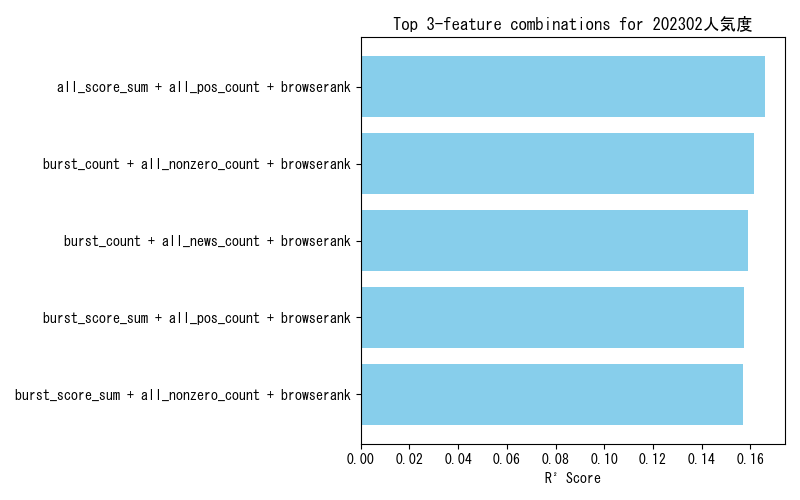 Top 3-feature combinations for 202302人気度
all_score_sum + all_pos_count + browserank
burst_count + all_nonzero_count + browserank
burst_count + all_news_count + browserank
burst_score_sum + all_pos_count + browserank
burst_score_sum + all_nonzero_count + browserank
0.00 0.02 0.04 0.06 0.08 0.10 0.12 0.14 0.16
R² Score